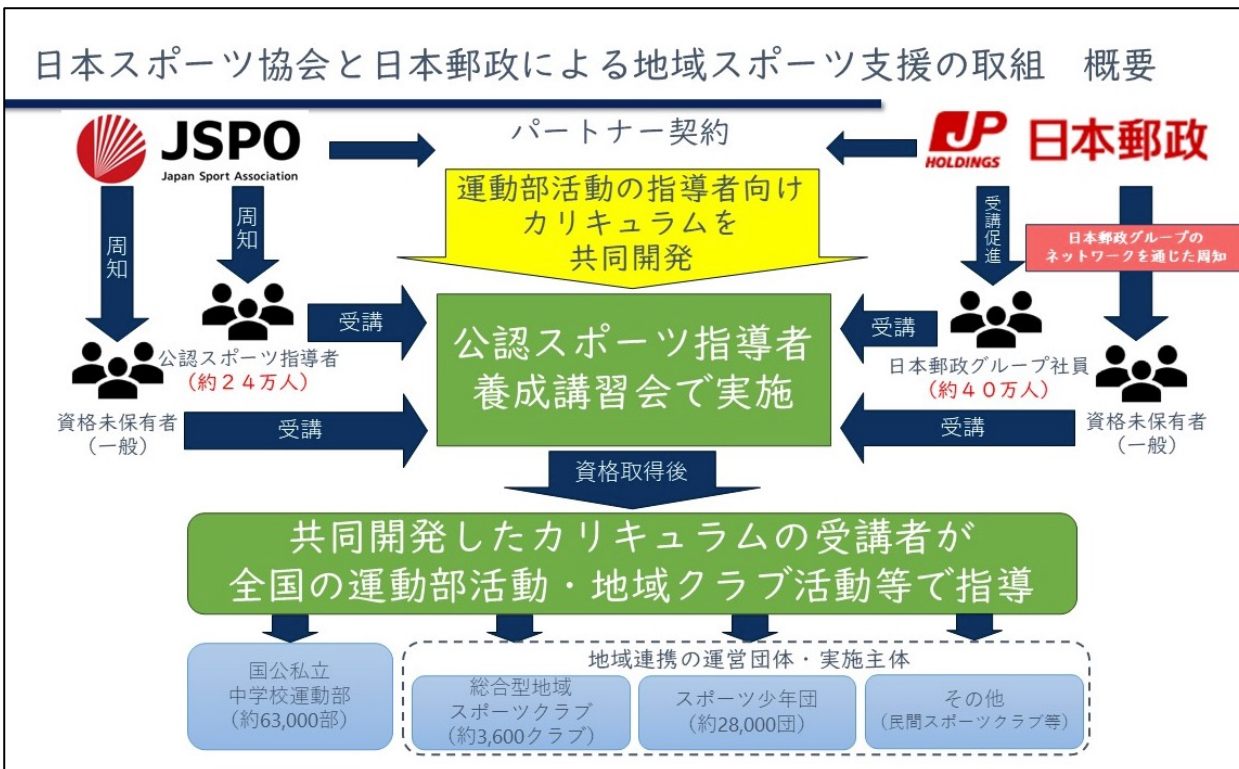 日本スポーツ協会と日本郵政による地域スポーツ支援の取組　概要
JSPO
Japan Sport Association
パートナー契約
JP
HOLDINGS
日本郵政
運動部活動の指導者向け
カリキュラムを
共同開発
周知
周知
受講促進
日本郵政グループの
ネットワークを通じた周知
公認スポーツ指導者
(約２４万人)
受講
公認スポーツ指導者
養成講習会で実施
受講
日本郵政グループ社員
(約４０万人)
資格未保有者
(一般)
受講
受講
資格未保有者
(一般)
資格取得後
共同開発したカリキュラムの受講者が
全国の運動部活動・地域クラブ活動等で指導
国公私立
中学校運動部
(約63,000部)
地域連携の運営団体・実施主体
総合型地域
スポーツクラブ
(約3,600クラブ)
スポーツ少年団
(約28,000団)
その他
(民間スポーツクラブ等)